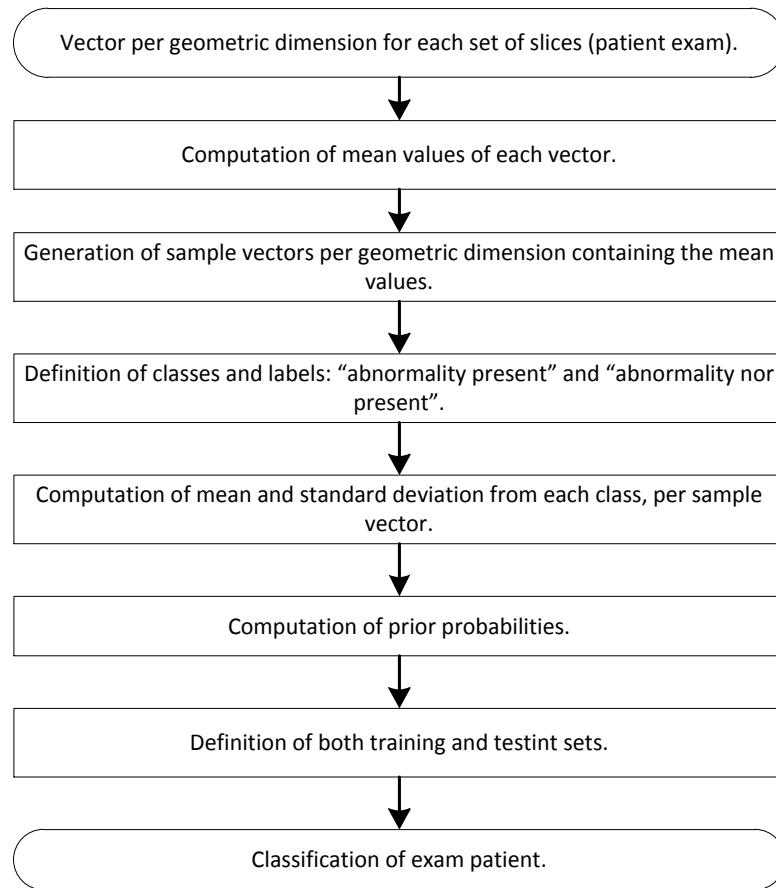 Vector per geometric dimension for each set of slices (patient exam).
Computation of mean values of each vector.
Generation of sample vectors per geometric dimension containing the mean
values.
Definition of classes and labels: “abnormality present” and “abnormality nor
present”.
Computation of mean and standard deviation from each class, per sample
vector.
Computation of prior probabilities.
Definition of both training and testint sets.
Classification of exam patient.